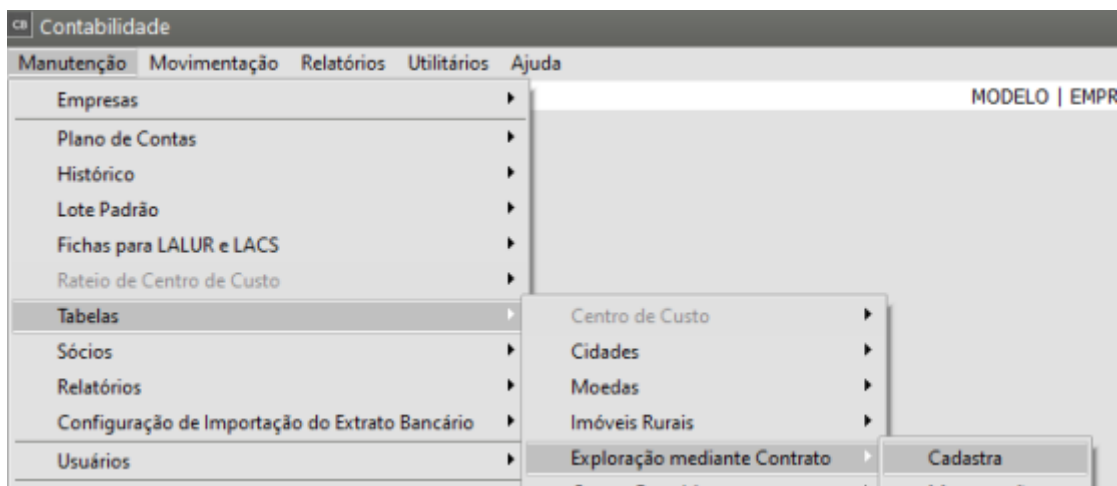 CB Contabilidade
Manutenção Movimentação Relatórios Utilitários Ajuda
MODELO | EMPR
Empresas
Plano de Contas
Histórico
Lote Padrão
Fichas para LALUR e LACS
Rateio de Centro de Custo
Tabelas
Sócios
Relatórios
Configuração de Importação do Extrato Bancário
Usuários
Centro de Custo
Cidades
Moedas
Imóveis Rurais
Exploração mediante Contrato
Cadastra